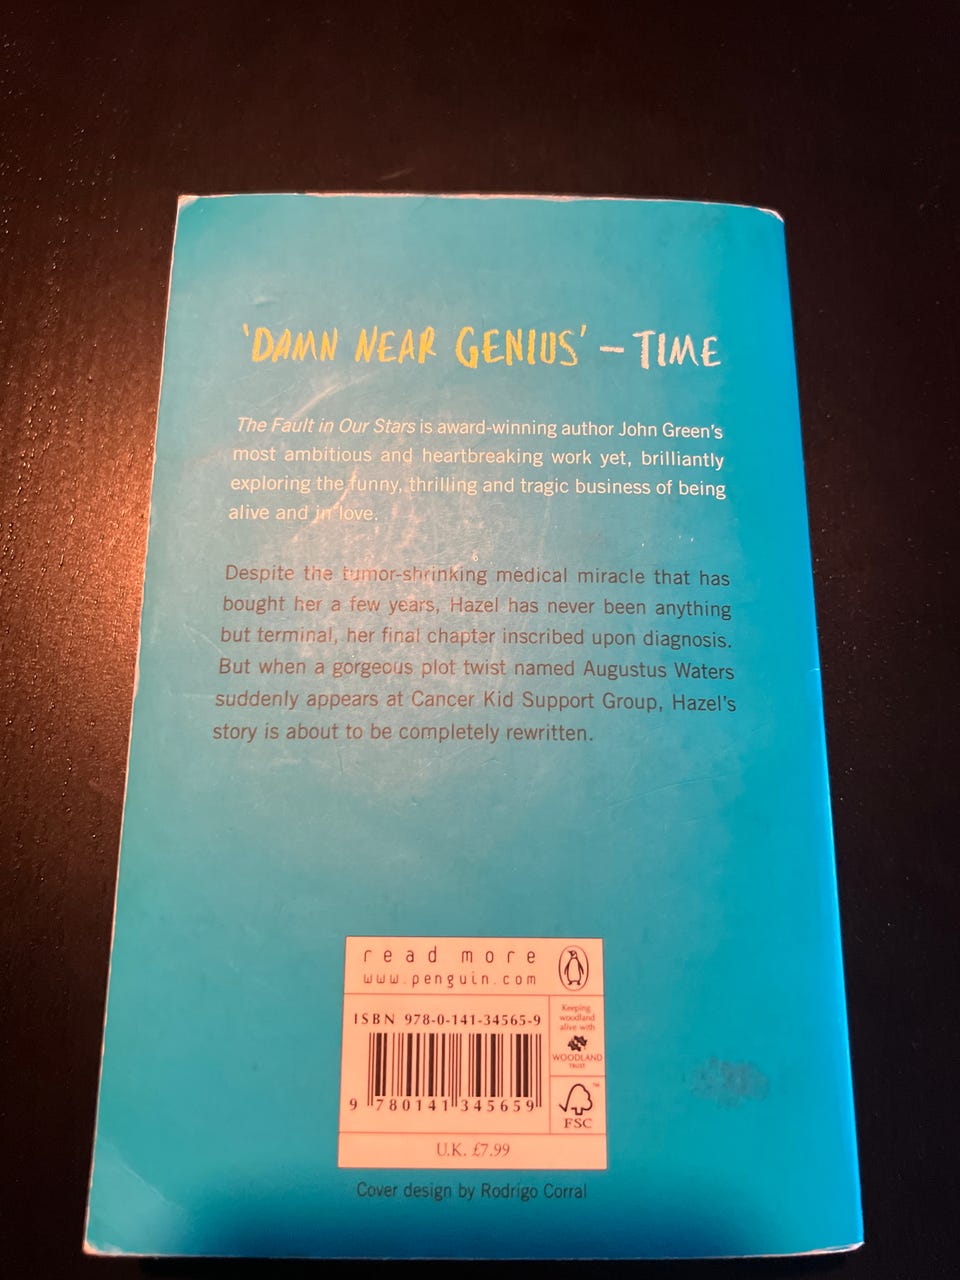 'DAMN NEAR GENIUS' – TIME
The Fault in Our Stars is award-winning author John Green's
most ambitious and heartbreaking work yet, brilliantly
exploring the funny, thrilling and tragic business of being
alive and in love.
Despite the tumor-shrinking medical miracle that has
bought her a few years, Hazel has never been anything
but terminal, her final chapter inscribed upon diagnosis.
But when a gorgeous plot twist named Augustus Waters
suddenly appears at Cancer Kid Support Group, Hazel's
story is about to be completely rewritten.
read more
www.penguin.com
ISBN 978-0-141-34565-9
9 780141 345659
Keeping
woodland
alive with
WOODLAND
TRUST
FSC
™
U.K. £7.99
Cover design by Rodrigo Corral